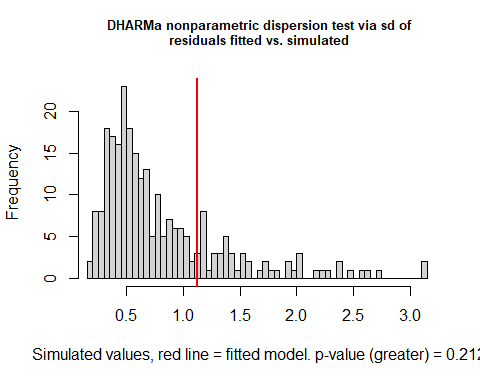 DHARMa nonparametric dispersion test via sd of
residuals fitted vs. simulated
Frequency
20
15
10
5
0
0.5 1.0 1.5 2.0 2.5 3.0
Simulated values, red line = fitted model. p-value (greater) = 0.212